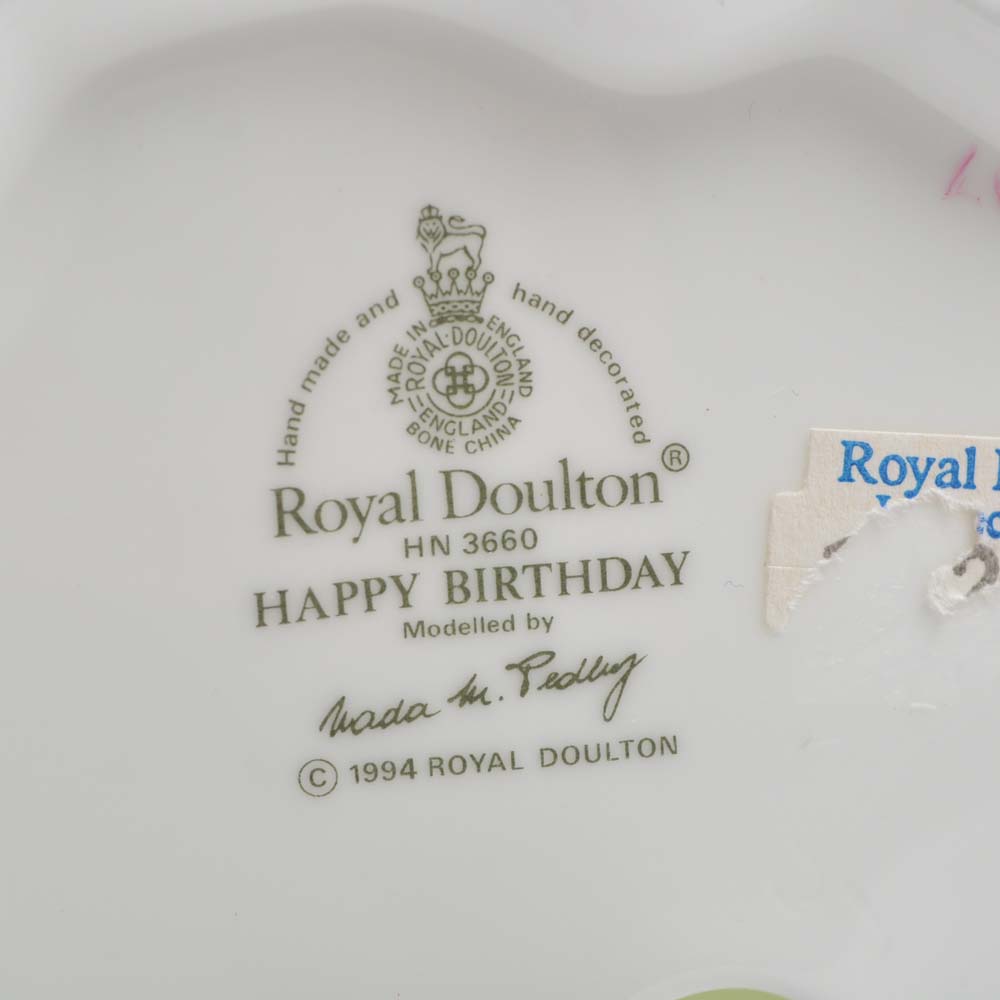 Hand made and hand decorated
MADE IN ENGLAND
ROYAL·DOULTON
ENGLAND
BONE CHINA
Royal Doulton®
HN 3660
HAPPY BIRTHDAY
Modelled by
Nada M. Pedley
© 1994 ROYAL DOULTON
Royal